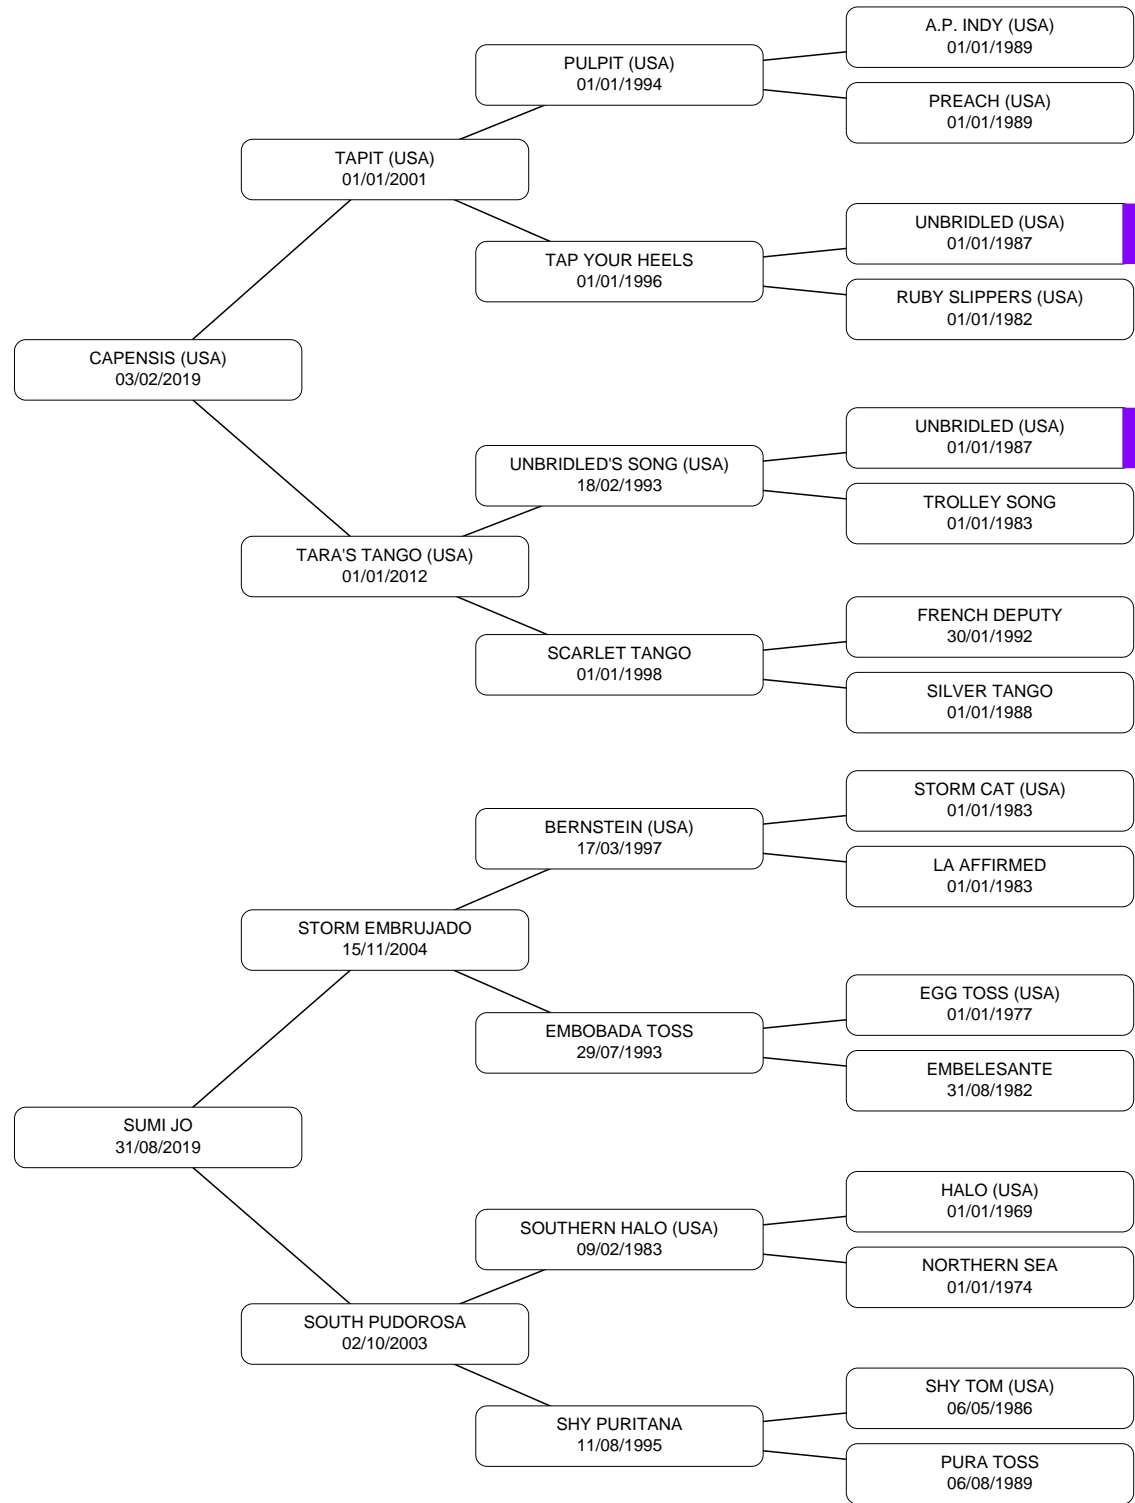 A.P. INDY (USA)
01/01/1989
PULPIT (USA)
01/01/1994
PREACH (USA)
01/01/1989
TAPIT (USA)
01/01/2001
UNBRIDLED (USA)
01/01/1987
TAP YOUR HEELS
01/01/1996
RUBY SLIPPERS (USA)
01/01/1982
CAPENSIS (USA)
03/02/2019
UNBRIDLED (USA)
01/01/1987
UNBRIDLED'S SONG (USA)
18/02/1993
TROLLEY SONG
01/01/1983
TARA'S TANGO (USA)
01/01/2012
FRENCH DEPUTY
30/01/1992
SCARLET TANGO
01/01/1998
SILVER TANGO
01/01/1988
STORM CAT (USA)
01/01/1983
BERNSTEIN (USA)
17/03/1997
LA AFFIRMED
01/01/1983
STORM EMBRUJADO
15/11/2004
EGG TOSS (USA)
01/01/1977
EMBOBADA TOSS
29/07/1993
EMBELESANTE
31/08/1982
SUMI JO
31/08/2019
HALO (USA)
01/01/1969
SOUTHERN HALO (USA)
09/02/1983
NORTHERN SEA
01/01/1974
SOUTH PUDOROSA
02/10/2003
SHY TOM (USA)
06/05/1986
SHY PURITANA
11/08/1995
PURA TOSS
06/08/1989